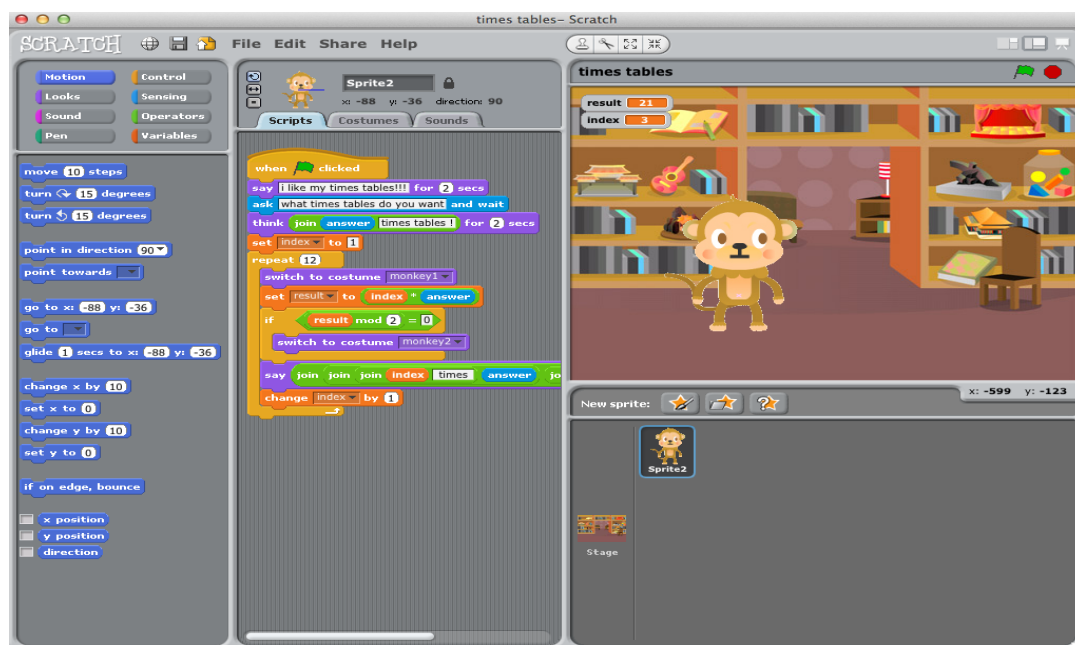 times tables– Scratch
SCRATCH File Edit Share Help
Motion Control
Looks Sensing
Sound Operators
Pen Variables
move 10 steps
turn 15 degrees
turn 15 degrees
point in direction 90
point towards
go to x: -88 y: -36
go to
glide 1 secs to x: -88 y: -36
change x by 10
set x to 0
change y by 10
set y to 0
if on edge, bounce
x position
y position
direction
Sprite2
x: -88 y: -36 direction: 90
Scripts Costumes Sounds
when clicked
say i like my times tables!!! for 2 secs
ask what times tables do you want and wait
think join answer times tables ! for 2 secs
set index to 1
repeat 12
switch to costume monkey1
set result to index * answer
if result mod 2 = 0
switch to costume monkey2
say join join join index times answer jo
change index by 1
times tables
result 21
index 3
x: -599 y: -123
New sprite:
Sprite2
Stage